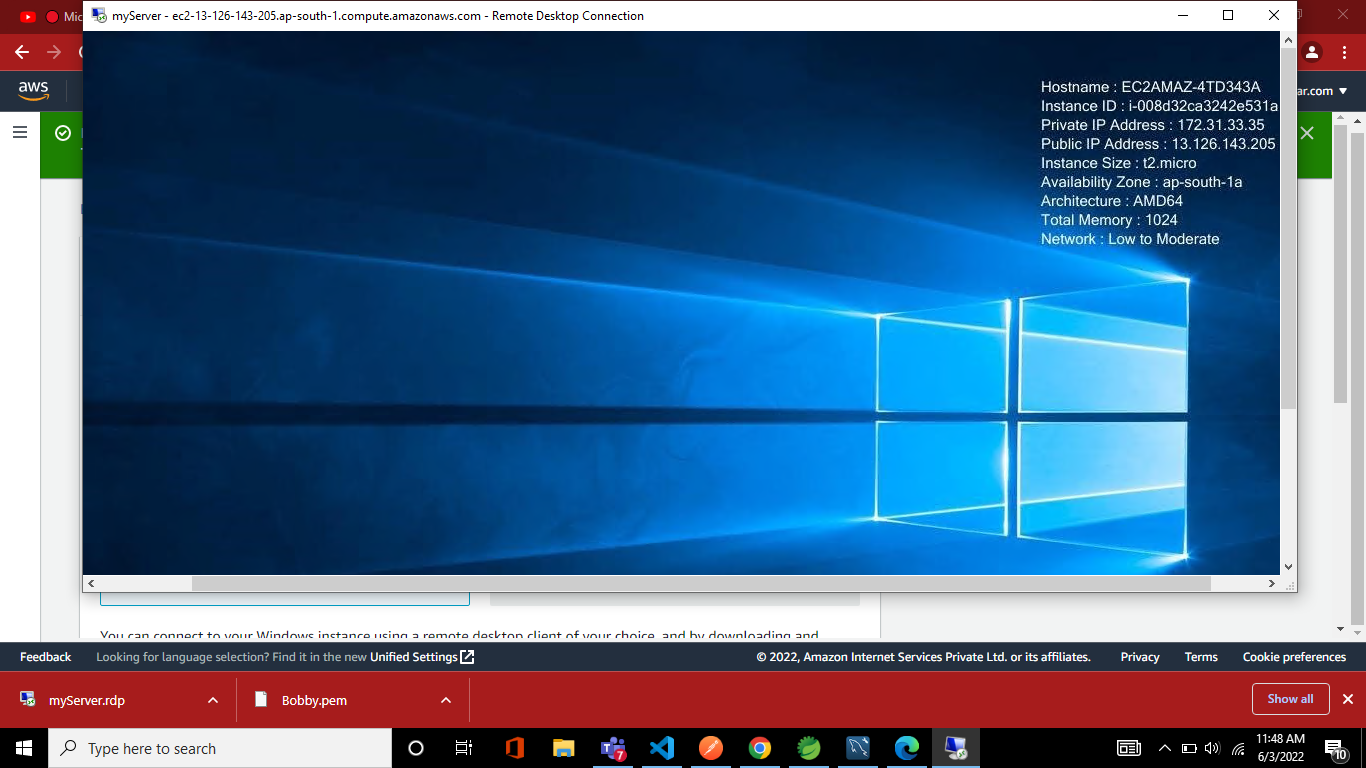 Mic
myServer - ec2-13-126-143-205.ap-south-1.compute.amazonaws.com - Remote Desktop Connection
aws
ar.com
Hostname : EC2AMAZ-4TD343A
Instance ID : i-008d32ca3242e531a
Private IP Address : 172.31.33.35
Public IP Address : 13.126.143.205
Instance Size : t2.micro
Availability Zone : ap-south-1a
Architecture : AMD64
Total Memory : 1024
Network : Low to Moderate
You can connect to your Windows instance using a remote desktop client of your choice, and by downloading and
Feedback Looking for language selection? Find it in the new Unified Settings © 2022, Amazon Internet Services Private Ltd. or its affiliates. Privacy Terms Cookie preferences
myServer.rdp Bobby.pem Show all
Type here to search 7 11:48 AM
6/3/2022 10